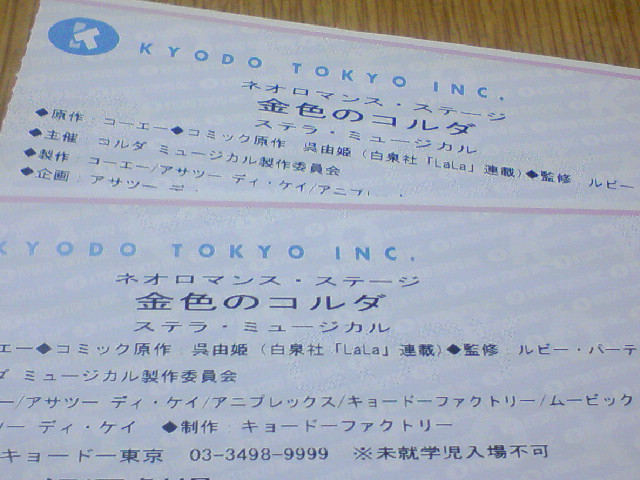 KYODO TOKYO INC.
ネオロマンス・ステージ
金色のコルダ
ステラ・ミュージカル
◆原作 コーエー◆コミック原作 呉由姫 (白泉社「LaLa」連載)◆監修 ルビー
◆主催 コルダ ミュージカル製作委員会
◆製作 コーエー/アサツー ディ・ケイ/アニプ
◆企画 アサツー デ
KYODO TOKYO INC.
ネオロマンス・ステージ
金色のコルダ
ステラ・ミュージカル
エー◆コミック原作 呉由姫 (白泉社「LaLa」連載)◆監修 ルビー・パーテ
ダ ミュージカル製作委員会
ー/アサツー ディ・ケイ/アニプレックス/キョードーファクトリー/ムービック
ツー ディ・ケイ ◆制作 : キョードーファクトリー
キョードー東京 03-3498-9999 ※未就学児入場不可